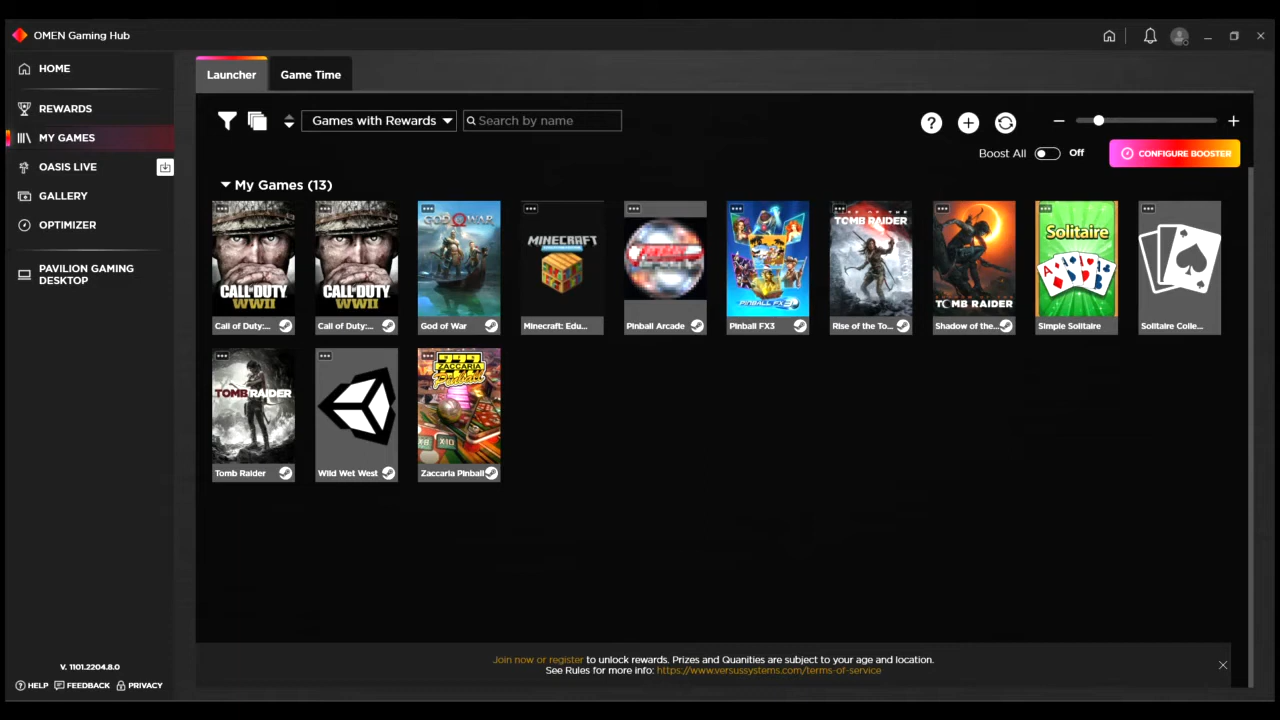 OMEN Gaming Hub
HOME
REWARDS
MY GAMES
OASIS LIVE
GALLERY
OPTIMIZER
PAVILION GAMING
DESKTOP
V. 1101.2204.8.0
HELP FEEDBACK PRIVACY
Launcher Game Time
Games with Rewards Search by name
Boost All Off CONFIGURE BOOSTER
My Games (13)
CALL OF DUTY
WWII
CALL OF DUTY
WWII
GOD OF WAR
MINECRAFT
PINBALL FX3
RISE OF THE
TOMB RAIDER
SHADOW OF THE
TOMB RAIDER
Solitaire
Call of Duty:... Call of Duty:... God of War Minecraft: Edu... Pinball Arcade Pinball FX3 Rise of the To... Shadow of the... Simple Solitaire Solitaire Colle...
TOMB RAIDER
ZACCARIA
Pinball
Tomb Raider Wild Wet West Zaccaria Pinball
Join now or register to unlock rewards. Prizes and Quanities are subject to your age and location.
See Rules for more info: https://www.versussystems.com/terms-of-service